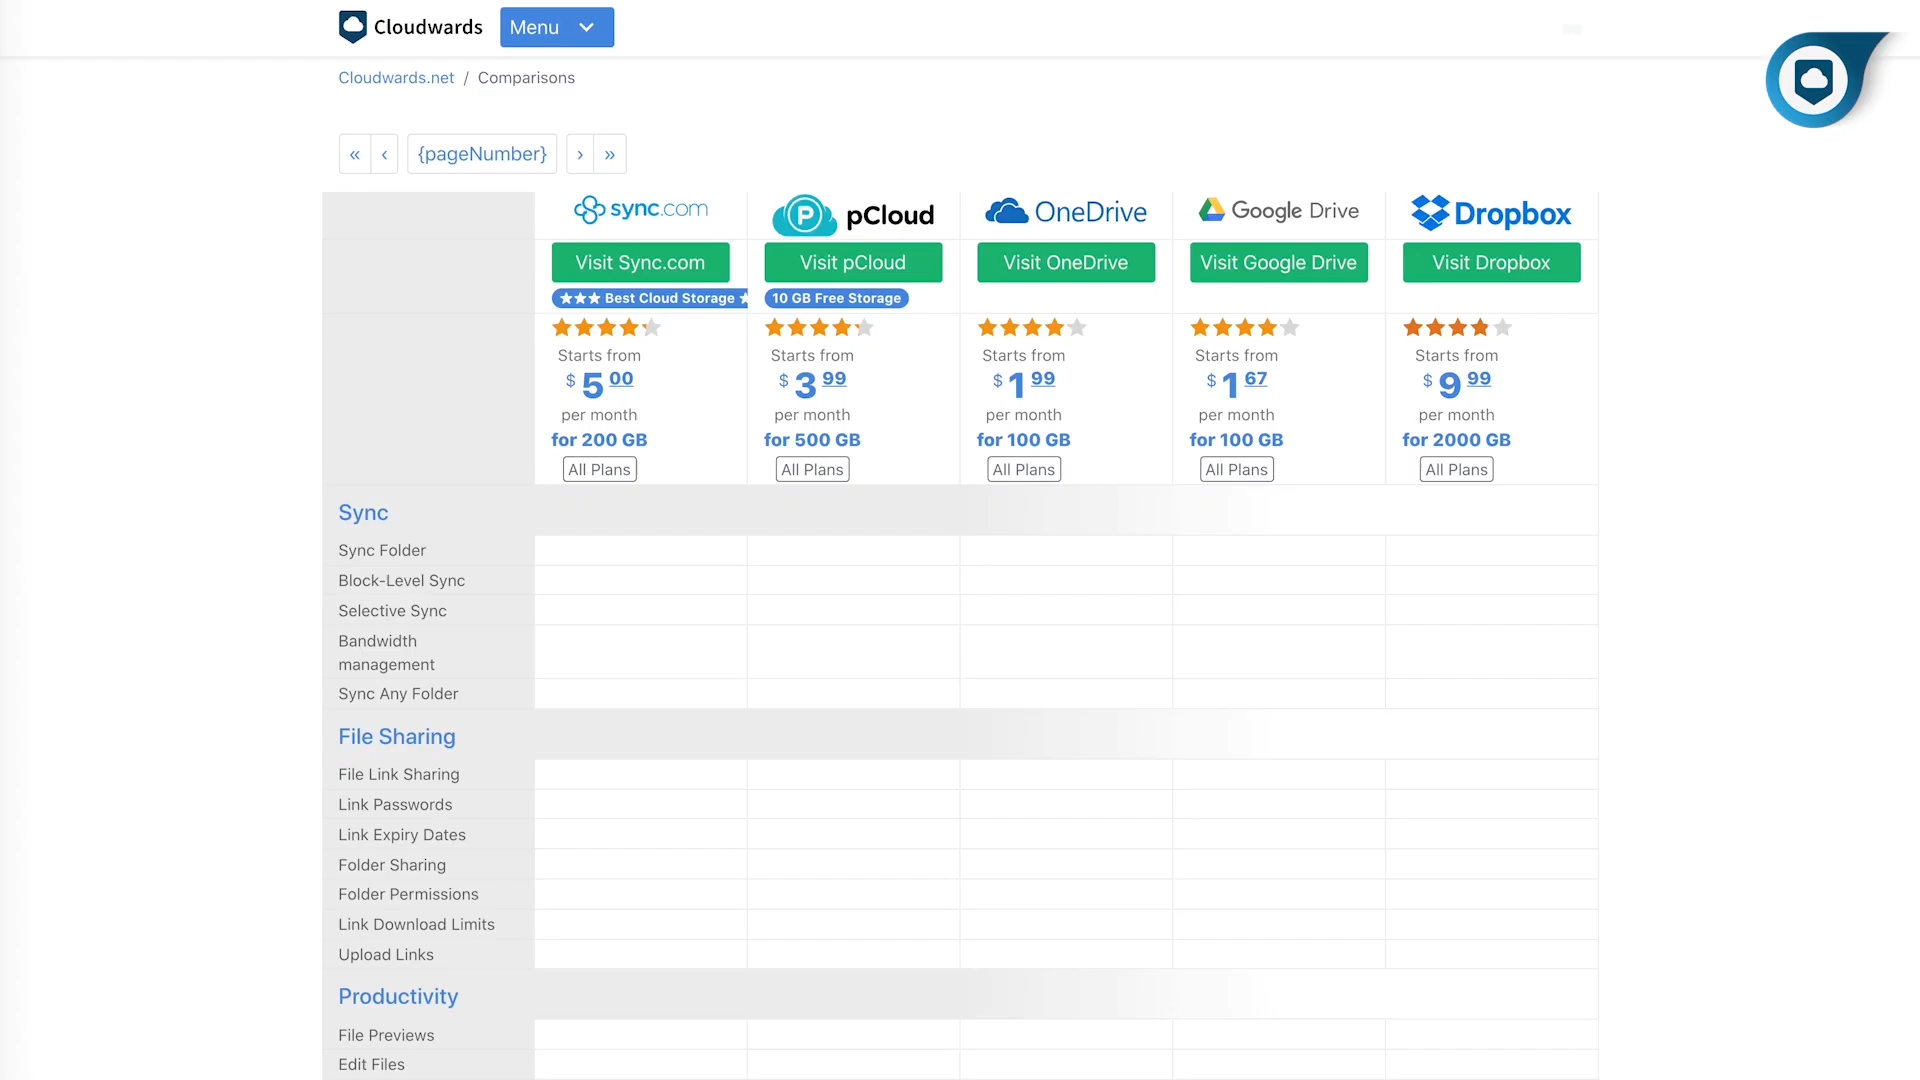 Cloudwards Menu
Cloudwards.net / Comparisons
« ‹ {pageNumber} › »
sync.com pCloud OneDrive Google Drive Dropbox
Visit Sync.com Visit pCloud Visit OneDrive Visit Google Drive Visit Dropbox
★★★ Best Cloud Storage ★ 10 GB Free Storage
Starts from Starts from Starts from Starts from Starts from
$ 5 00 $ 3 99 $ 1 99 $ 1 67 $ 9 99
per month per month per month per month per month
for 200 GB for 500 GB for 100 GB for 100 GB for 2000 GB
All Plans All Plans All Plans All Plans All Plans
Sync
Sync Folder
Block-Level Sync
Selective Sync
Bandwidth
management
Sync Any Folder
File Sharing
File Link Sharing
Link Passwords
Link Expiry Dates
Folder Sharing
Folder Permissions
Link Download Limits
Upload Links
Productivity
File Previews
Edit Files